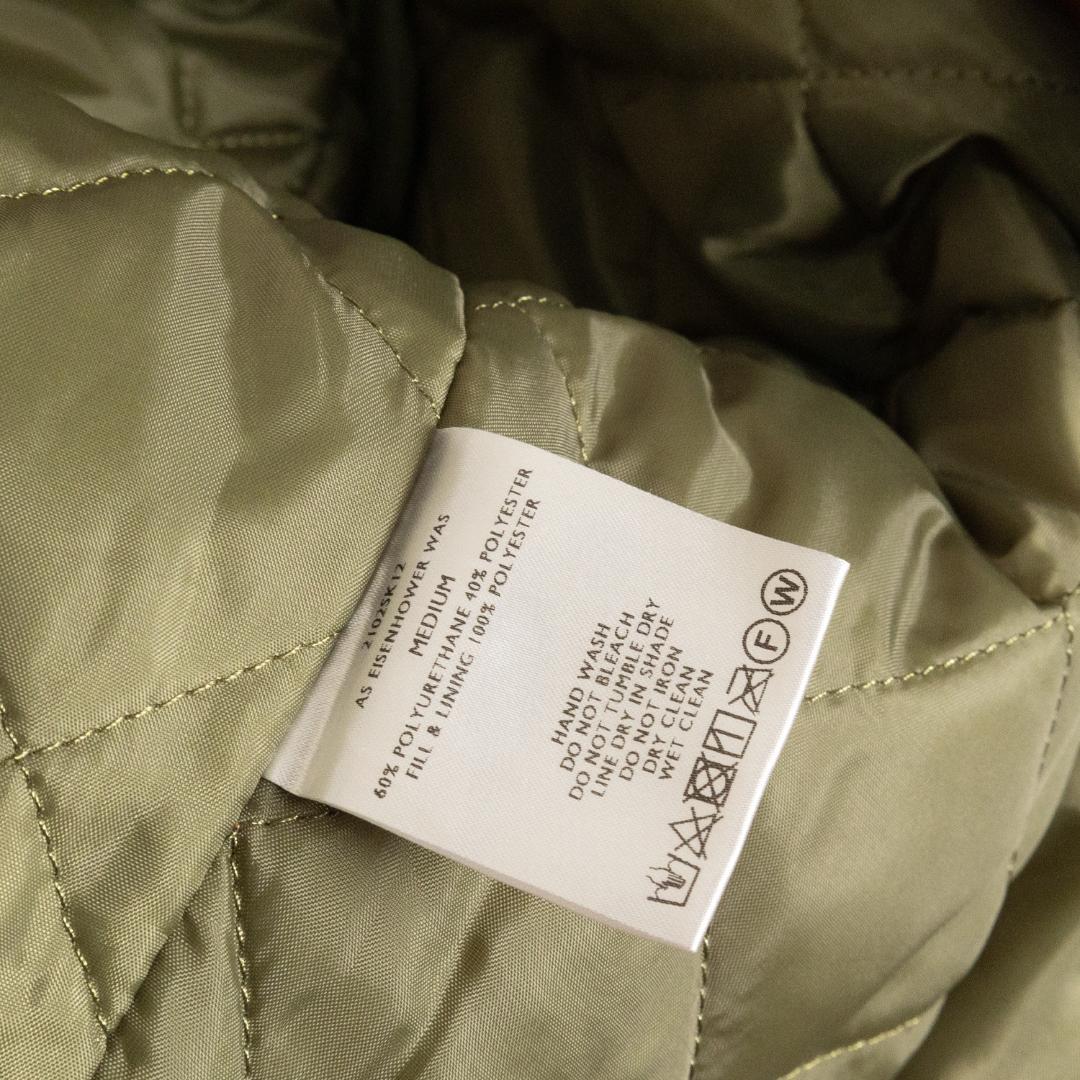 2102SK12
AS EISENHOWER WAS
MEDIUM
60% POLYURETHANE 40% POLYESTER
FILL & LINING 100% POLYESTER
HAND WASH
DO NOT BLEACH
DO NOT TUMBLE DRY
LINE DRY IN SHADE
DO NOT IRON
DRY CLEAN
WET CLEAN
F W